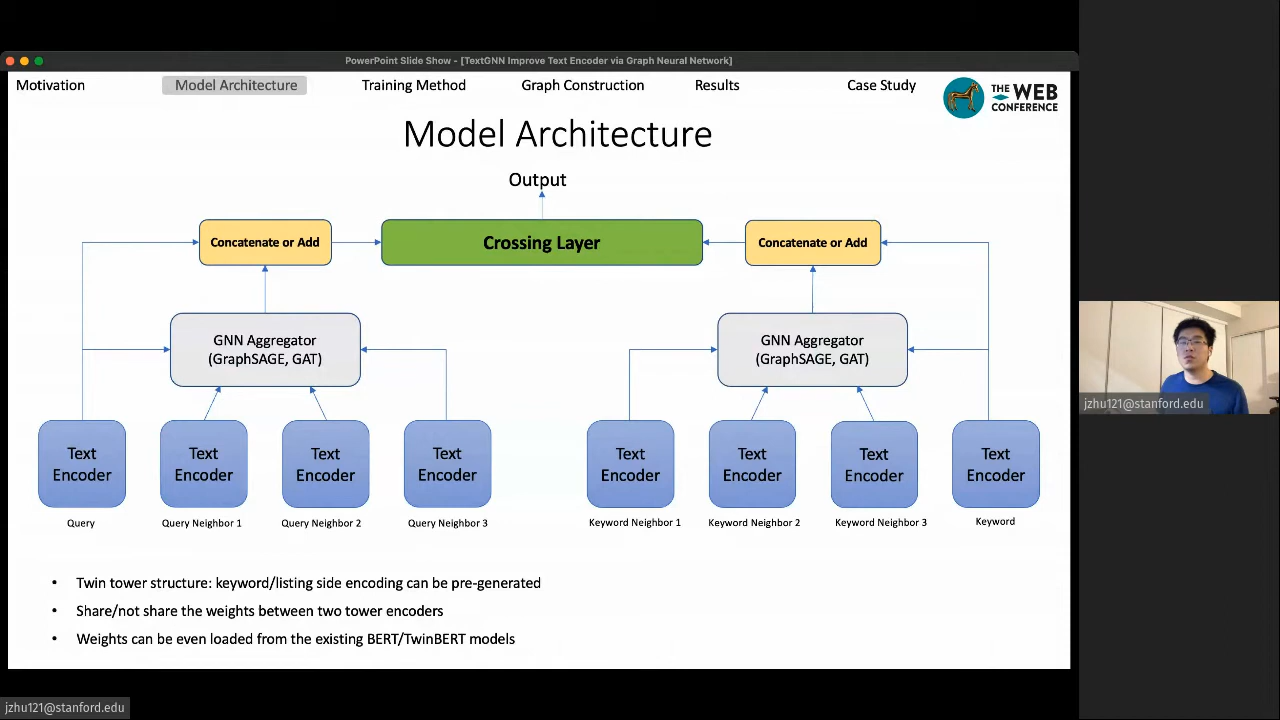 PowerPoint Slide Show - [TextGNN Improve Text Encoder via Graph Neural Network]
Motivation
Model Architecture
Training Method
Graph Construction
Results
Case Study
THE WEB
CONFERENCE
Model Architecture
Output
Concatenate or Add
Crossing Layer
Concatenate or Add
GNN Aggregator
(GraphSAGE, GAT)
GNN Aggregator
(GraphSAGE, GAT)
Text
Encoder
Text
Encoder
Text
Encoder
Text
Encoder
Text
Encoder
Text
Encoder
Text
Encoder
Text
Encoder
Query
Query Neighbor 1
Query Neighbor 2
Query Neighbor 3
Keyword Neighbor 1
Keyword Neighbor 2
Keyword Neighbor 3
Keyword
• Twin tower structure: keyword/listing side encoding can be pre-generated
• Share/not share the weights between two tower encoders
• Weights can be even loaded from the existing BERT/TwinBERT models
jzhu121@stanford.edu
jzhu121@stanford.edu